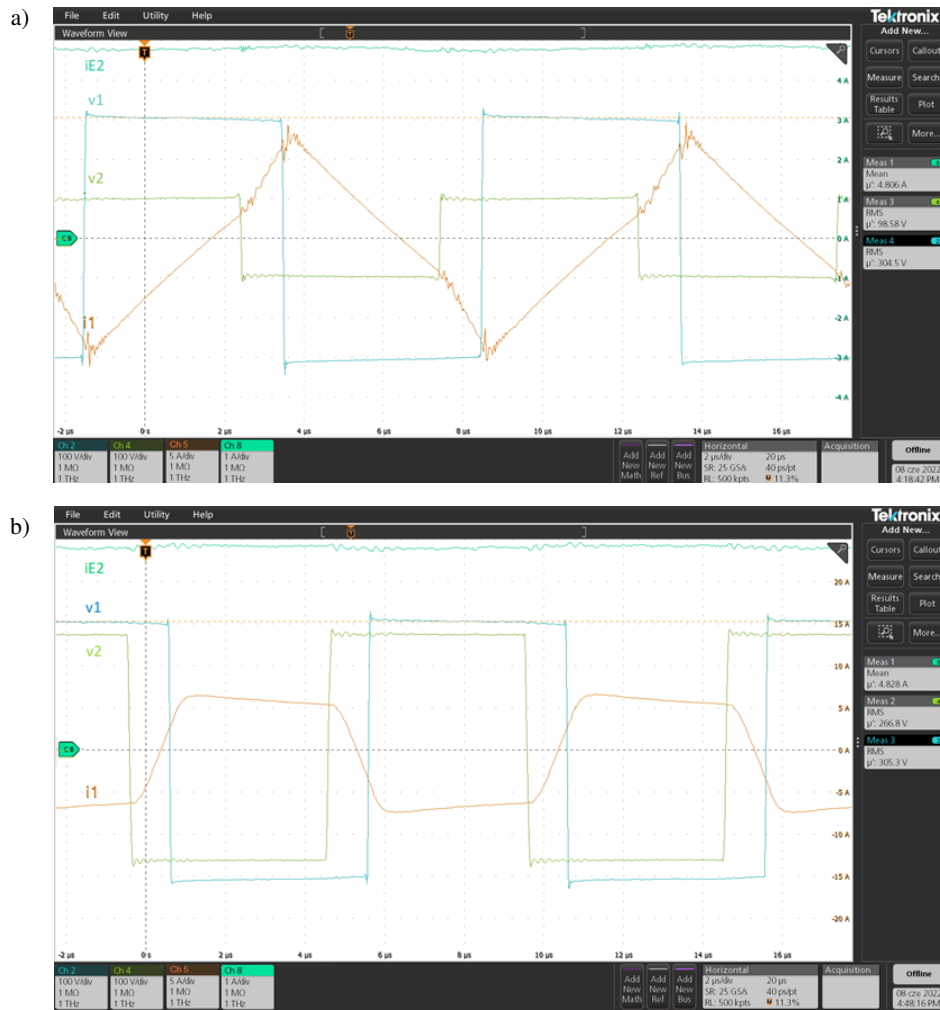 a)
File Edit Utility Help
Tektronix
Waveform View
Add New...
Cursors Callout
Measure Search
Results Table Plot
More...
T
iE2
v1
v2
i1
C8
4 A
3 A
2 A
1 A
0 A
-1 A
-2 A
-3 A
-4 A
Meas 1
Mean
µ': 4.806 A
Meas 3
RMS
µ': 98.58 V
Meas 4
RMS
µ': 304.5 V
-2 µs 0 s 2 µs 4 µs 6 µs 8 µs 10 µs 12 µs 14 µs 16 µs
Ch 2 Ch 4 Ch 5 Ch 8
100 V/div 100 V/div 5 A/div 1 A/div
1 MΩ 1 MΩ 1 MΩ 1 MΩ
1 THz 1 THz 1 THz 1 THz
Add New Math Add New Ref Add New Bus
Horizontal
2 µs/div 20 µs
SR: 25 GS/s 40 ps/pt
RL: 500 kpts 11.3%
Acquisition
Offline
08 cze 2022
4:18:42 PM
b)
File Edit Utility Help
Tektronix
Waveform View
Add New...
Cursors Callout
Measure Search
Results Table Plot
More...
T
iE2
v1
v2
i1
C8
20 A
15 A
10 A
5 A
0 A
-5 A
-10 A
-15 A
-20 A
Meas 1
Mean
µ': 4.828 A
Meas 2
RMS
µ': 266.8 V
Meas 3
RMS
µ': 305.3 V
-2 µs 0 s 2 µs 4 µs 6 µs 8 µs 10 µs 12 µs 14 µs 16 µs
Ch 2 Ch 4 Ch 5 Ch 8
100 V/div 100 V/div 5 A/div 1 A/div
1 MΩ 1 MΩ 1 MΩ 1 MΩ
1 THz 1 THz 1 THz 1 THz
Add New Math Add New Ref Add New Bus
Horizontal
2 µs/div 20 µs
SR: 25 GS/s 40 ps/pt
RL: 500 kpts 11.3%
Acquisition
Offline
08 cze 2022
4:48:16 PM